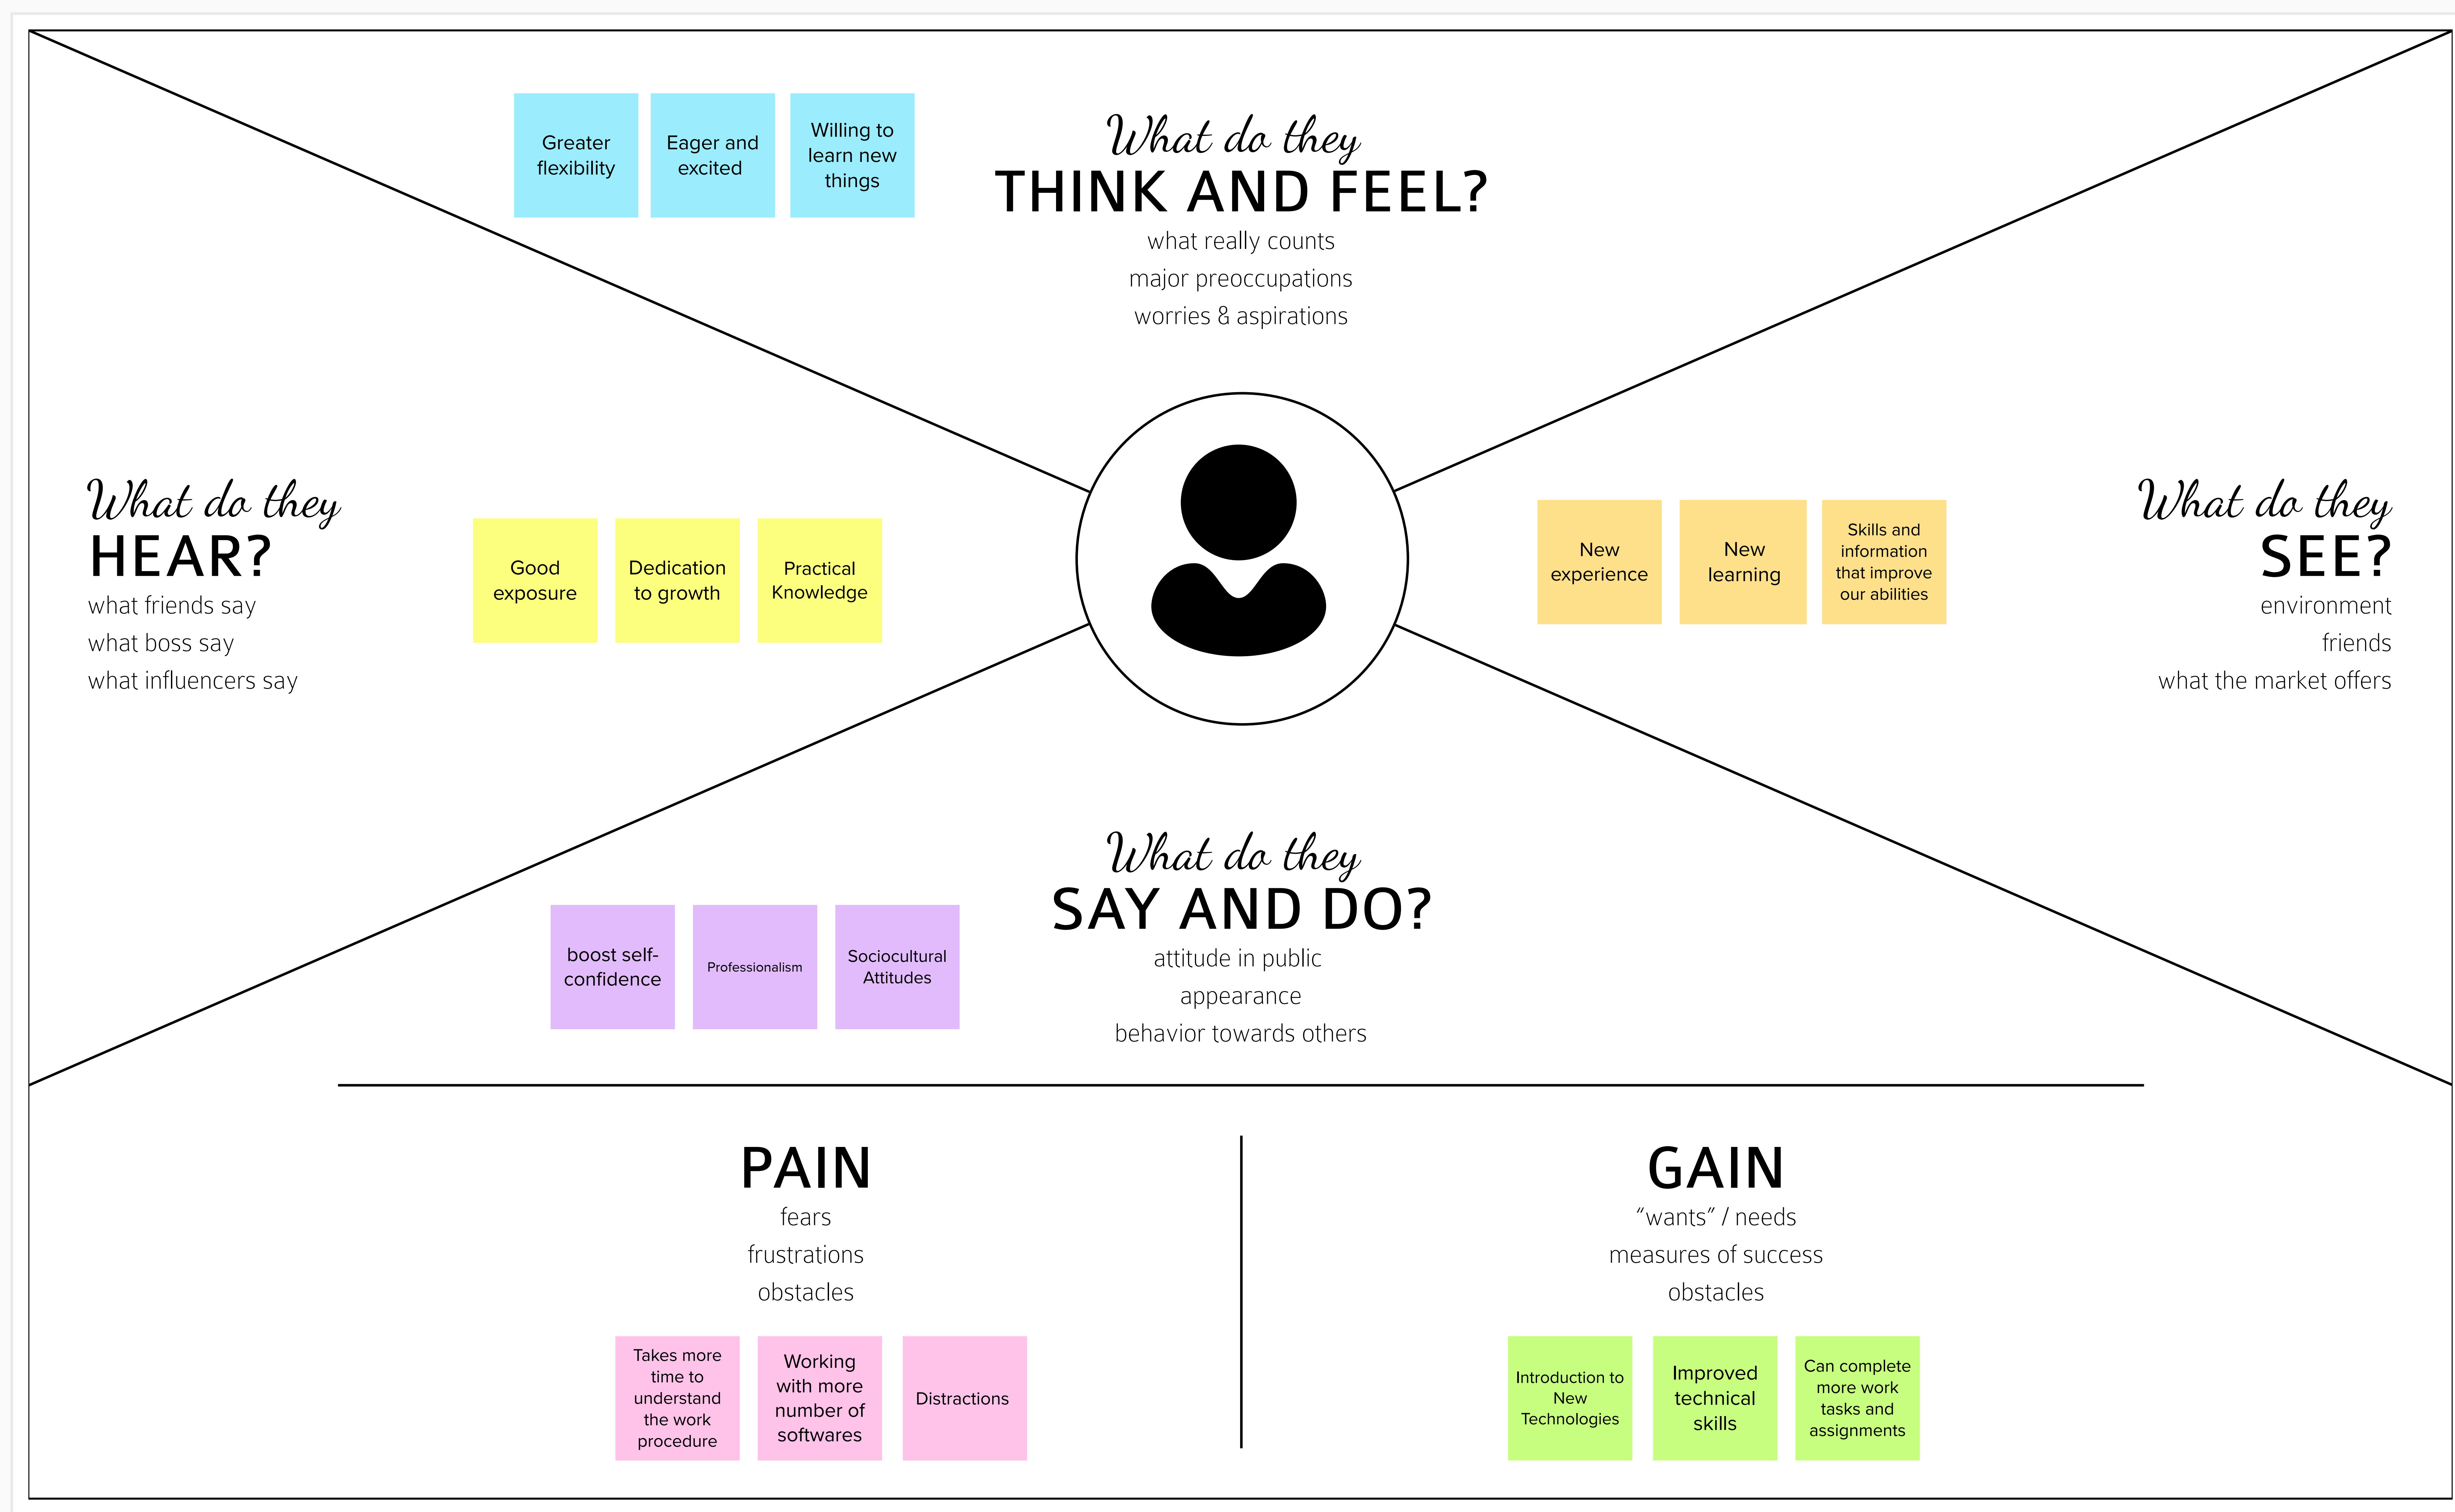 Greater
flexibility
Eager and
excited
Willing to
learn new
things
What do they
THINK AND FEEL?
what really counts
major preoccupations
worries & aspirations
What do they
HEAR?
what friends say
what boss say
what influencers say
Good
exposure
Dedication
to growth
Practical
Knowledge
New
experience
New
learning
Skills and
information
that improve
our abilities
What do they
SEE?
environment
friends
what the market offers
What do they
SAY AND DO?
attitude in public
appearance
behavior towards others
boost self-
confidence
Professionalism
Sociocultural
Attitudes
PAIN
fears
frustrations
obstacles
Takes more
time to
understand
the work
procedure
Working
with more
number of
softwares
Distractions
GAIN
“wants” / needs
measures of success
obstacles
Introduction to
New
Technologies
Improved
technical
skills
Can complete
more work
tasks and
assignments